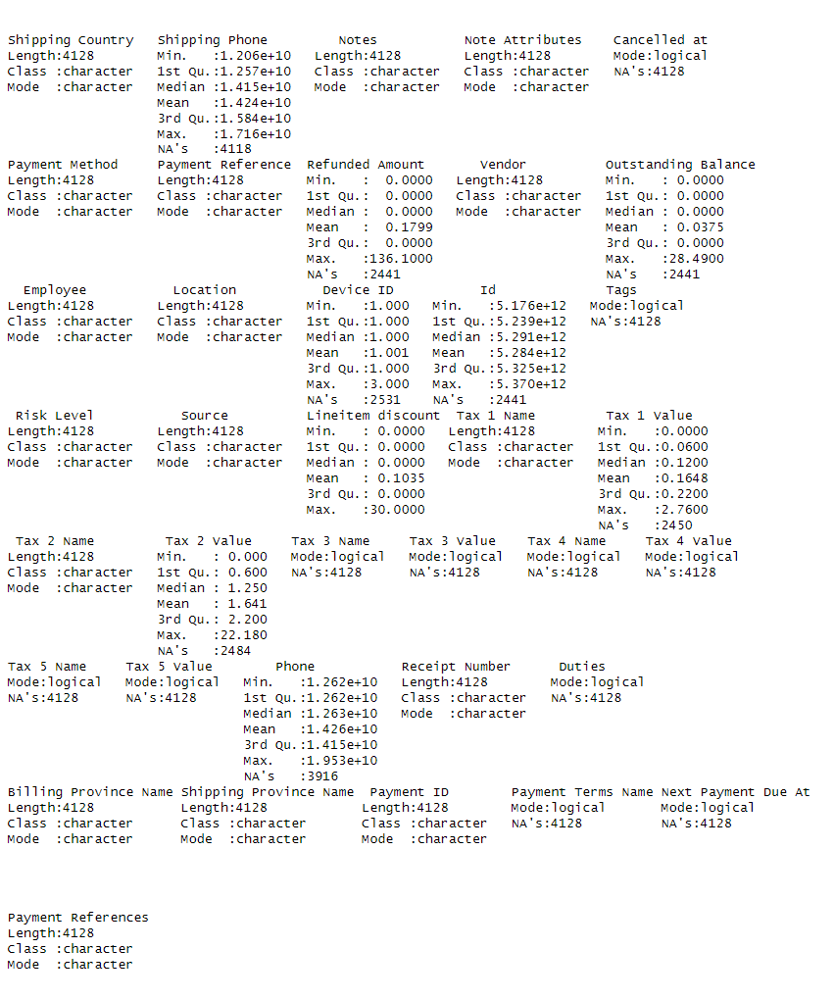 Shipping Country   Shipping Phone         Notes           Note Attributes    Cancelled at
Length:4128        Min.   :1.206e+10   Length:4128        Length:4128        Mode:logical
Class :character   1st Qu.:1.257e+10   Class :character   Class :character   NA's:4128
Mode  :character   Median :1.415e+10   Mode  :character   Mode  :character
                   Mean   :1.424e+10
                   3rd Qu.:1.584e+10
                   Max.   :1.716e+10
                   NA's   :4118
Payment Method     Payment Reference  Refunded Amount       Vendor          Outstanding Balance
Length:4128        Length:4128        Min.   :  0.0000   Length:4128        Min.   : 0.0000
Class :character   Class :character   1st Qu.:  0.0000   Class :character   1st Qu.: 0.0000
Mode  :character   Mode  :character   Median :  0.0000   Mode  :character   Median : 0.0000
                                      Mean   :  0.1799                      Mean   : 0.0375
                                      3rd Qu.:  0.0000                      3rd Qu.: 0.0000
                                      Max.   :136.1000                      Max.   :28.4900
                                      NA's   :2441                          NA's   :2441
  Employee           Location           Device ID           Id              Tags
Length:4128        Length:4128        Min.   :1.000   Min.   :5.176e+12   Mode:logical
Class :character   Class :character   1st Qu.:1.000   1st Qu.:5.239e+12   NA's:4128
Mode  :character   Mode  :character   Median :1.000   Median :5.291e+12
                                      Mean   :1.001   Mean   :5.284e+12
                                      3rd Qu.:1.000   3rd Qu.:5.325e+12
                                      Max.   :3.000   Max.   :5.370e+12
                                      NA's   :2531    NA's   :2441
 Risk Level           Source          Lineitem discount  Tax 1 Name         Tax 1 Value
Length:4128        Length:4128        Min.   : 0.0000   Length:4128        Min.   :0.0000
Class :character   Class :character   1st Qu.: 0.0000   Class :character   1st Qu.:0.0600
Mode  :character   Mode  :character   Median : 0.0000   Mode  :character   Median :0.1200
                                      Mean   : 0.1035                      Mean   :0.1648
                                      3rd Qu.: 0.0000                      3rd Qu.:0.2200
                                      Max.   :30.0000                      Max.   :2.7600
                                                                           NA's   :2450
 Tax 2 Name         Tax 2 Value     Tax 3 Name     Tax 3 Value    Tax 4 Name     Tax 4 Value
Length:4128        Min.   : 0.000   Mode:logical   Mode:logical   Mode:logical   Mode:logical
Class :character   1st Qu.: 0.600   NA's:4128      NA's:4128      NA's:4128      NA's:4128
Mode  :character   Median : 1.250
                   Mean   : 1.641
                   3rd Qu.: 2.200
                   Max.   :22.180
                   NA's   :2484
Tax 5 Name     Tax 5 Value        Phone           Receipt Number      Duties
Mode:logical   Mode:logical   Min.   :1.262e+10   Length:4128        Mode:logical
NA's:4128      NA's:4128      1st Qu.:1.262e+10   Class :character   NA's:4128
                              Median :1.263e+10   Mode  :character
                              Mean   :1.426e+10
                              3rd Qu.:1.415e+10
                              Max.   :1.953e+10
                              NA's   :3916
Billing Province Name Shipping Province Name  Payment ID        Payment Terms Name Next Payment Due At
Length:4128           Length:4128            Length:4128        Mode:logical       Mode:logical
Class :character      Class :character       Class :character   NA's:4128          NA's:4128
Mode  :character      Mode  :character       Mode  :character
Payment References
Length:4128
Class :character
Mode  :character